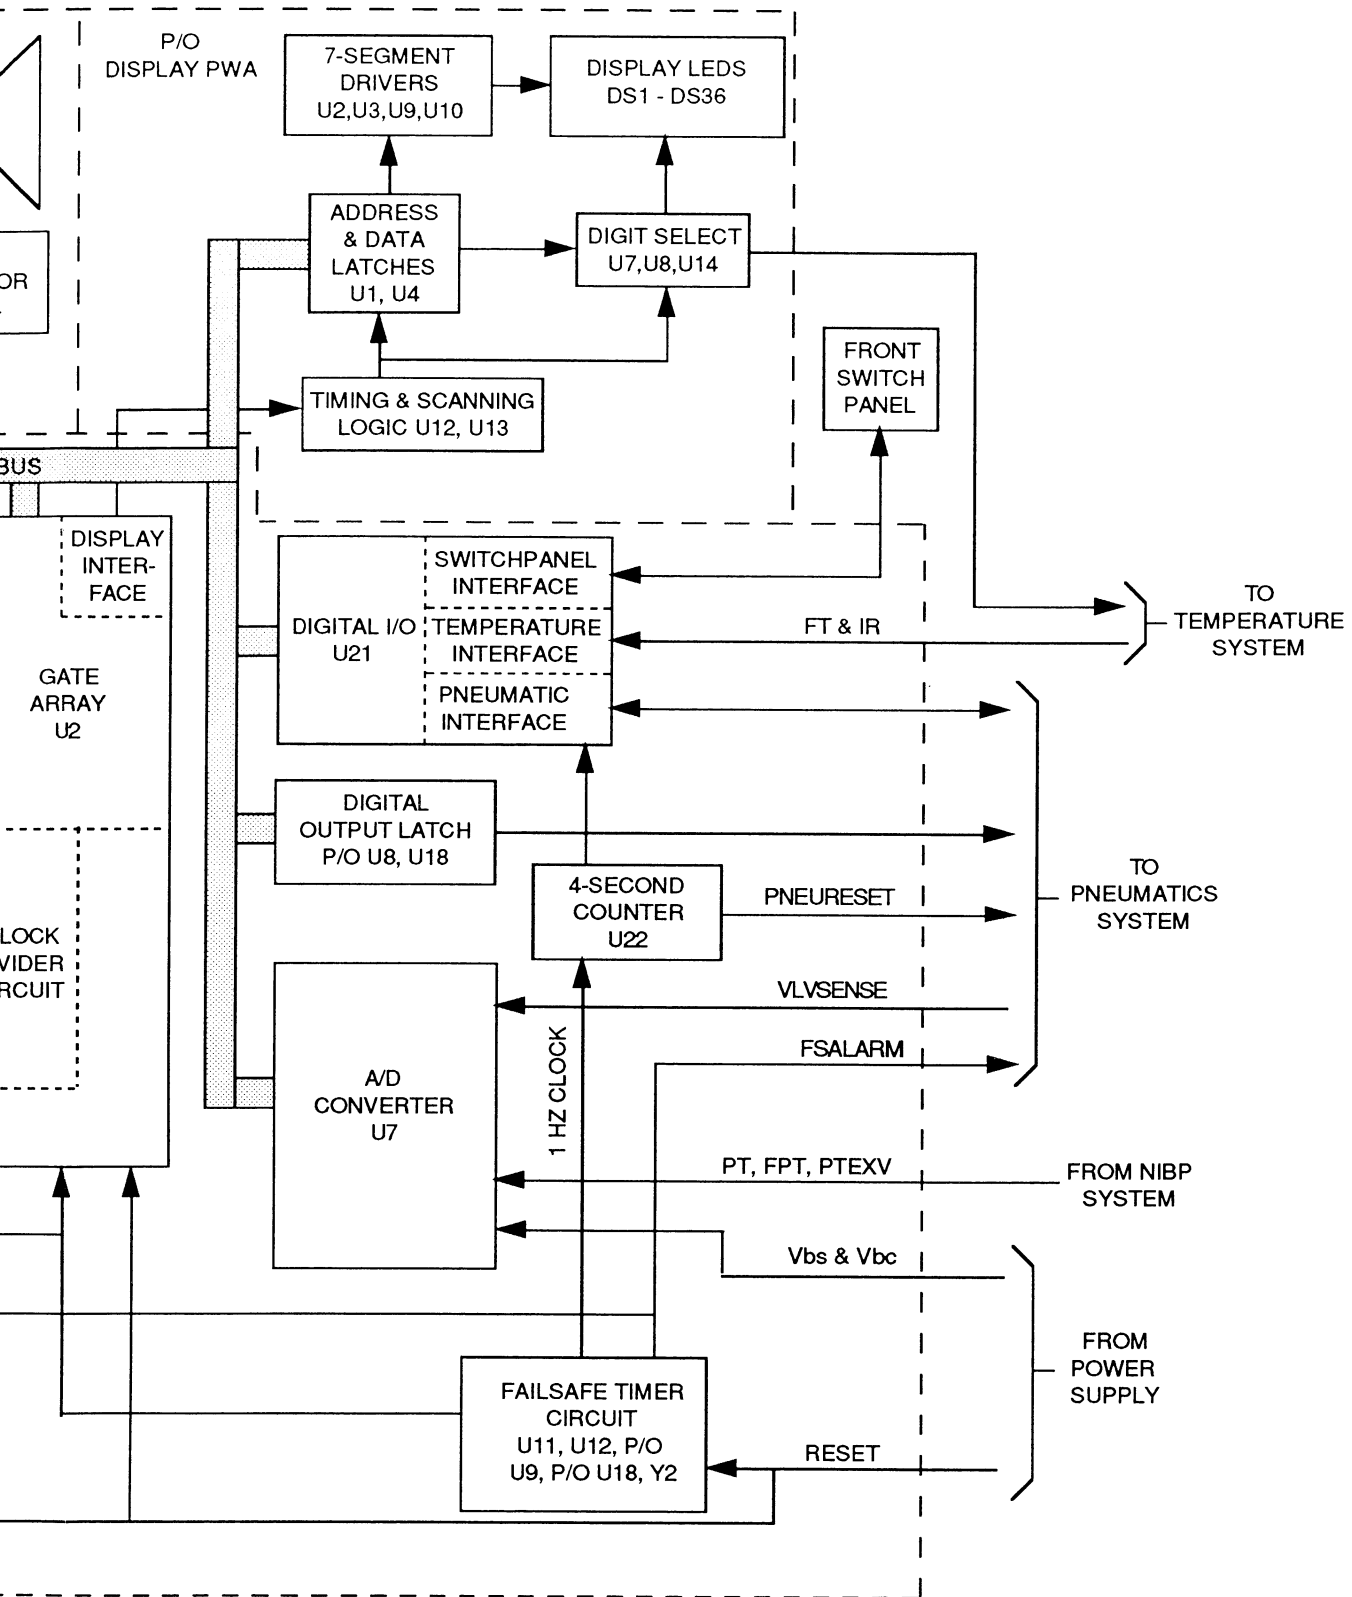 P/O
DISPLAY PWA
7-SEGMENT
DRIVERS
U2,U3,U9,U10
DISPLAY LEDS
DS1 - DS36
ADDRESS
& DATA
LATCHES
U1, U4
DIGIT SELECT
U7,U8,U14
OR
TIMING & SCANNING
LOGIC U12, U13
FRONT
SWITCH
PANEL
BUS
DISPLAY
INTER-
FACE
GATE
ARRAY
U2
DIGITAL I/O
U21
SWITCHPANEL
INTERFACE
TEMPERATURE
INTERFACE
PNEUMATIC
INTERFACE
FT & IR
TO
TEMPERATURE
SYSTEM
DIGITAL
OUTPUT LATCH
P/O U8, U18
4-SECOND
COUNTER
U22
PNEURESET
TO
PNEUMATICS
SYSTEM
LOCK
VIDER
RCUIT
VLVSENSE
FSALARM
1 HZ CLOCK
A/D
CONVERTER
U7
PT, FPT, PTEXV
FROM NIBP
SYSTEM
Vbs & Vbc
FROM
POWER
SUPPLY
FAILSAFE TIMER
CIRCUIT
U11, U12, P/O
U9, P/O U18, Y2
RESET